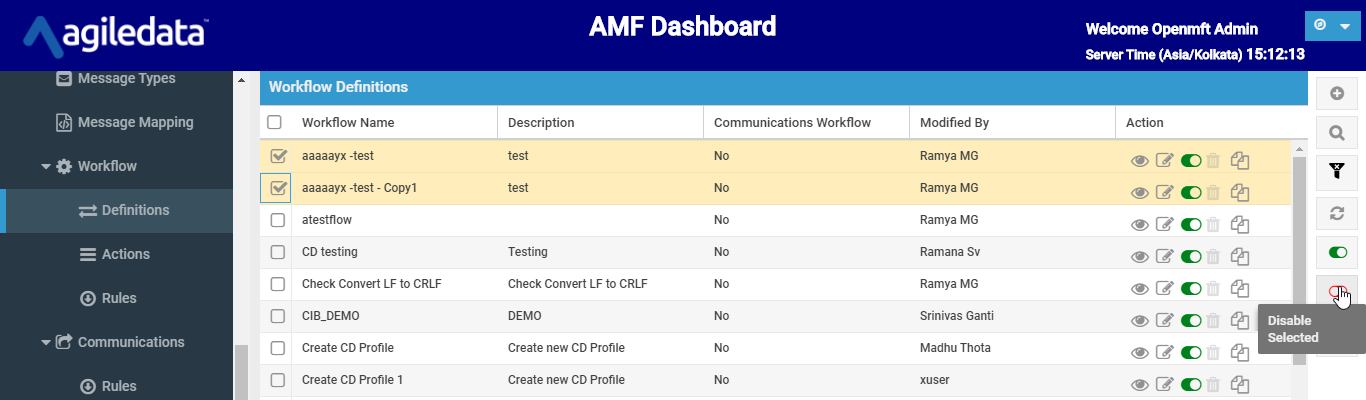 agiledata™
AMF Dashboard
Welcome Openmft Admin
Server Time (Asia/Kolkata) 15:12:13
Message Types
Message Mapping
Workflow
Definitions
Actions
Rules
Communications
Rules
Workflow Definitions
Workflow Name Description Communications Workflow Modified By Action
aaaaayx -test test No Ramya MG
aaaaayx -test - Copy1 test No Ramya MG
atestflow No Ramya MG
CD testing Testing No Ramana Sv
Check Convert LF to CRLF Check Convert LF to CRLF No Ramya MG
CIB_DEMO DEMO No Srinivas Ganti
Create CD Profile Create new CD Profile No Madhu Thota
Create CD Profile 1 Create new CD Profile No xuser
Disable
Selected